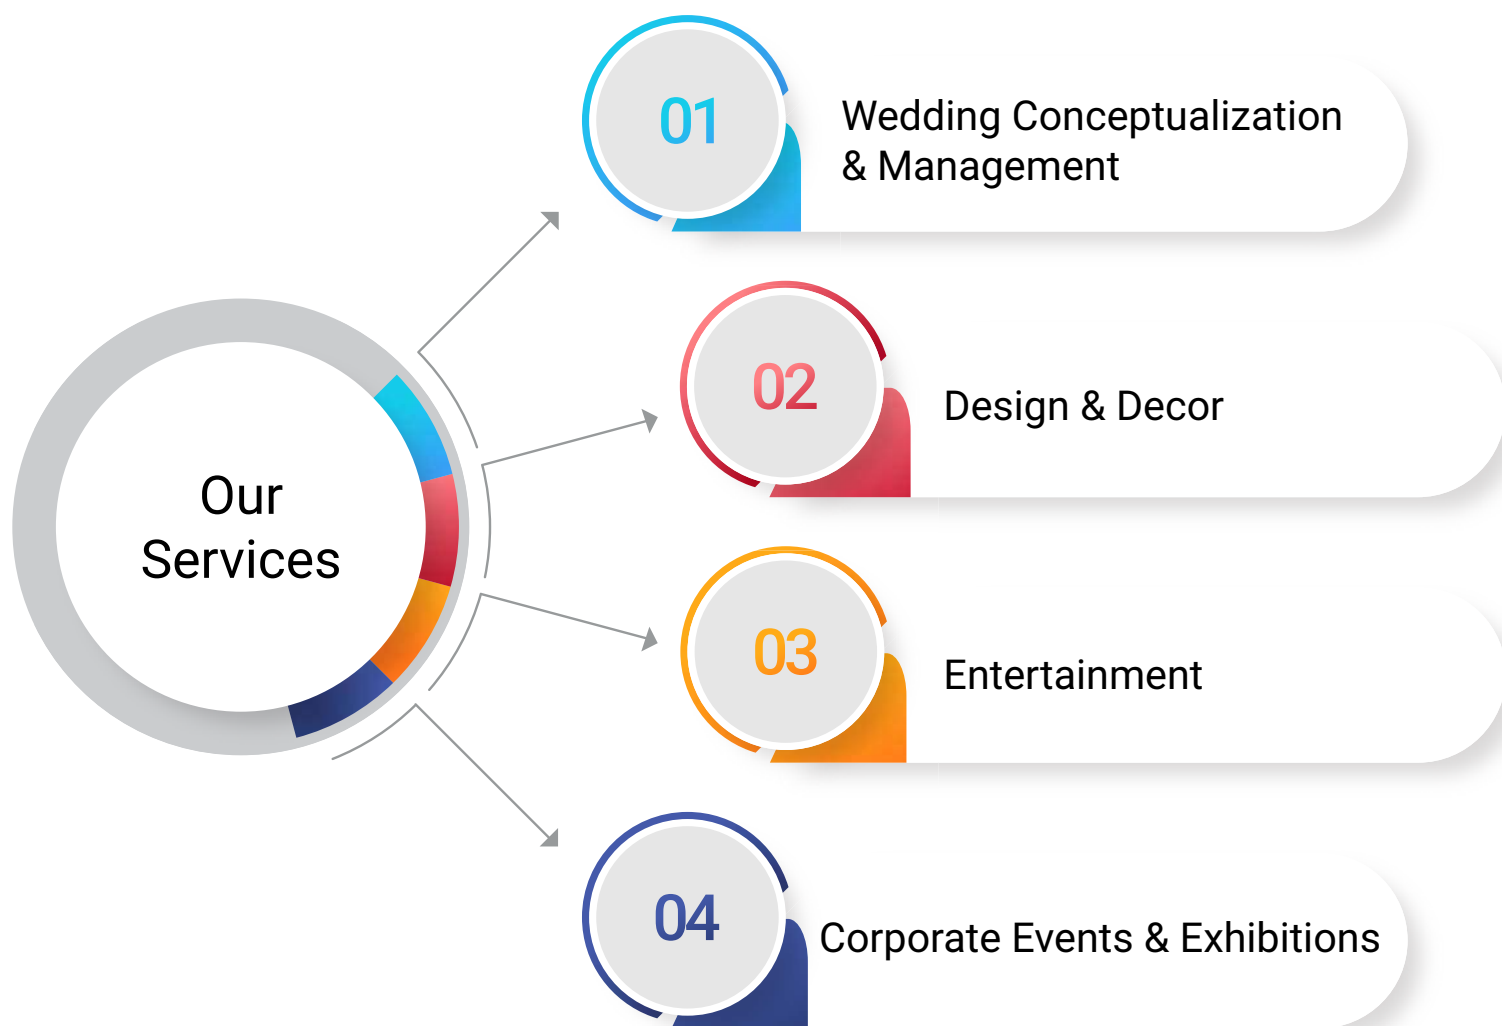 Our
Services
01
Wedding Conceptualization
& Management
02
Design & Decor
03
Entertainment
04
Corporate Events & Exhibitions